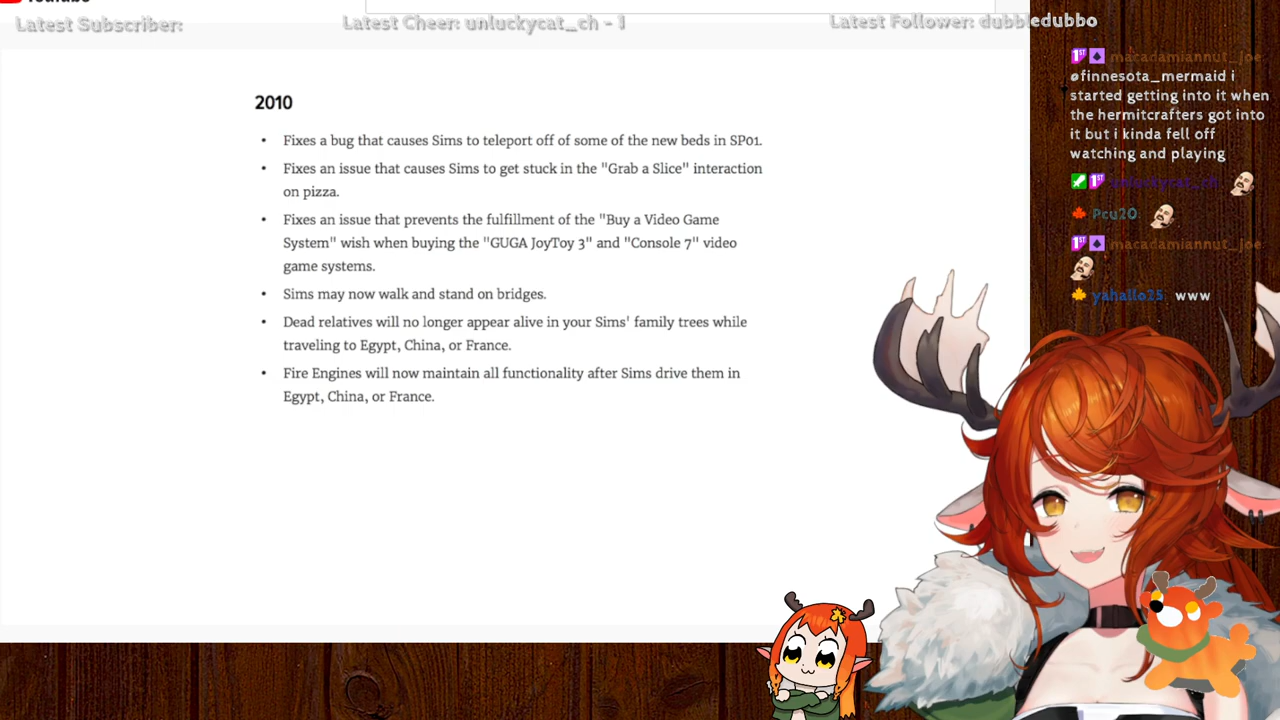 Latest Subscriber:
Latest Cheer: unluckycat_ch - 1
Latest Follower: dubbledubbo
2010
• Fixes a bug that causes Sims to teleport off of some of the new beds in SP01.
• Fixes an issue that causes Sims to get stuck in the "Grab a Slice" interaction
on pizza.
• Fixes an issue that prevents the fulfillment of the "Buy a Video Game
System" wish when buying the "GUGA JoyToy 3" and "Console 7" video
game systems.
• Sims may now walk and stand on bridges.
• Dead relatives will no longer appear alive in your Sims' family trees while
traveling to Egypt, China, or France.
• Fire Engines will now maintain all functionality after Sims drive them in
Egypt, China, or France.
1ST macadamiannut_joe:
@finnesota_mermaid i
started getting into it when
the hermitcrafters got into
it but i kinda fell off
watching and playing
1ST unluckycat_ch
Pcu20
1ST macadamiannut_joe:
yahallo25 www